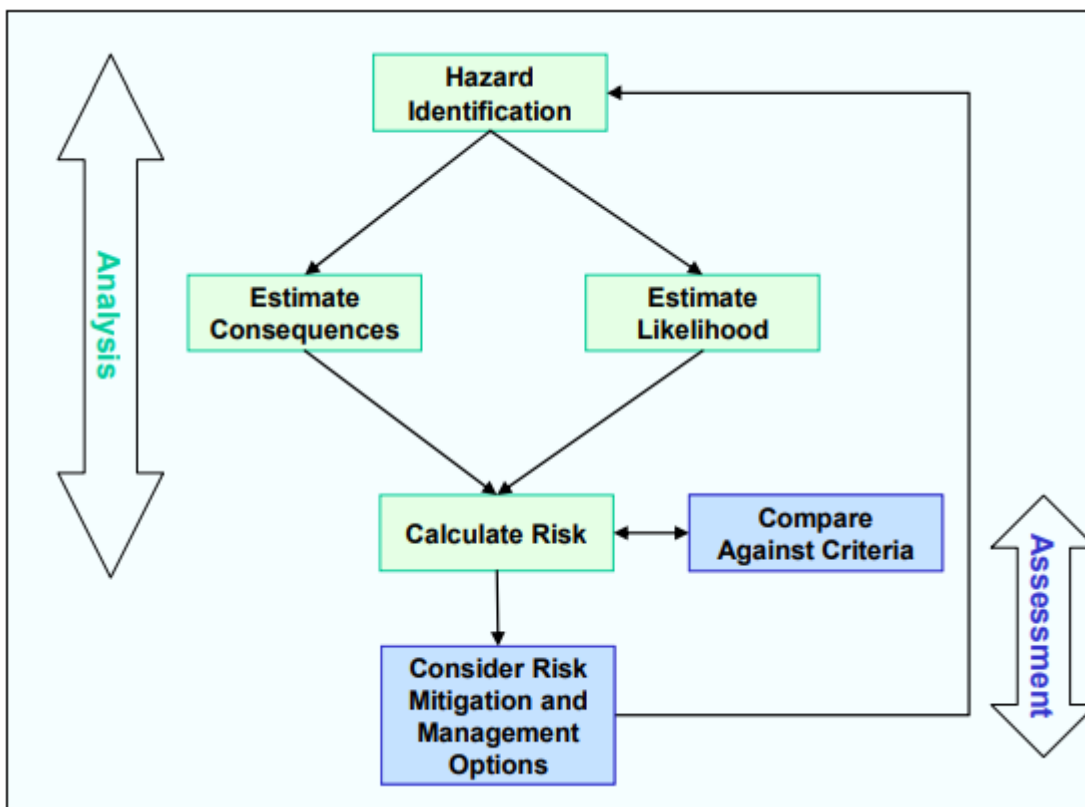 Hazard
Identification
Analysis
Estimate
Consequences
Estimate
Likelihood
Calculate Risk
Compare
Against Criteria
Assessment
Consider Risk
Mitigation and
Management
Options